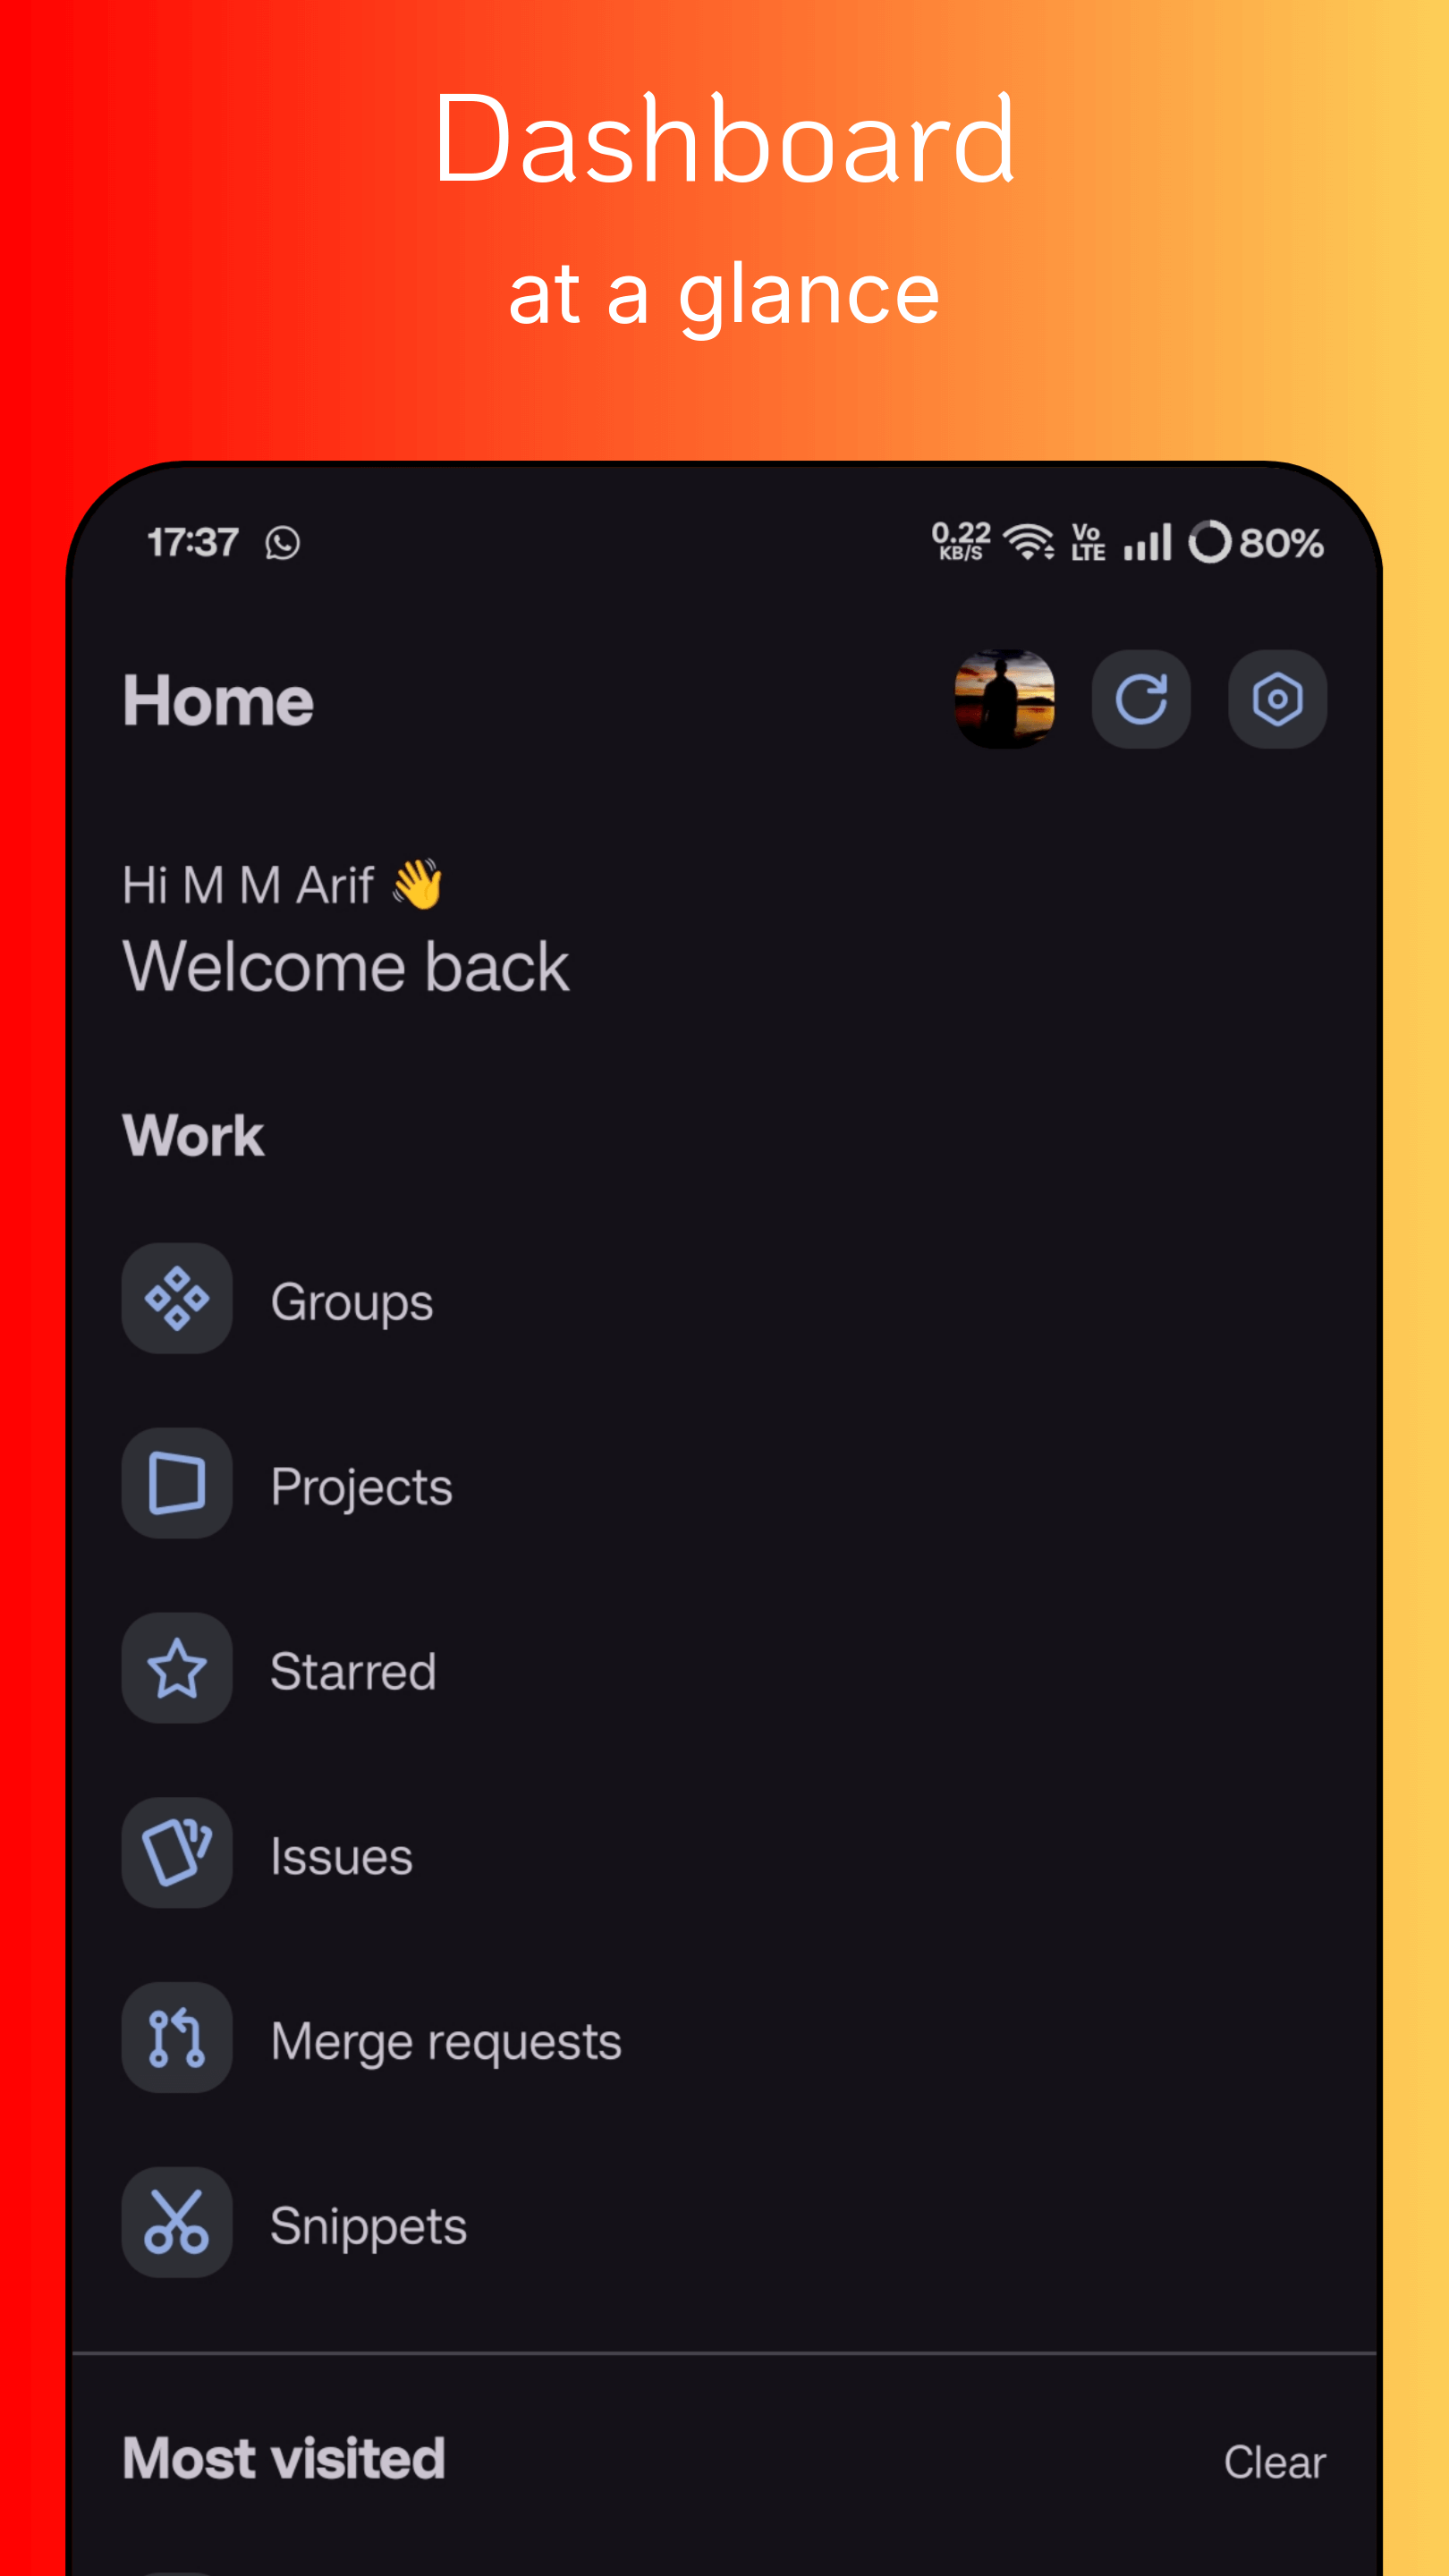 Dashboard
at a glance
17:37
0.22 KB/S Vo LTE 80%
Home
Hi M M Arif 👋
Welcome back
Work
Groups
Projects
Starred
Issues
Merge requests
Snippets
Most visited Clear